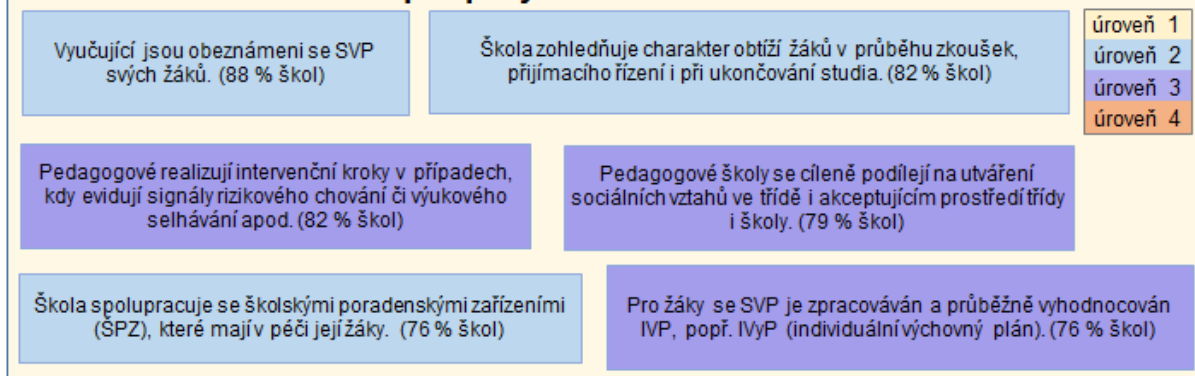 Vyučující jsou obeznámeni se SVP
svých žáků. (88 % škol)
Škola zohledňuje charakter obtíží žáků v průběhu zkoušek,
přijímacího řízení i při ukončování studia. (82 % škol)
úroveň 1
úroveň 2
úroveň 3
úroveň 4
Pedagogové realizují intervenční kroky v případech,
kdy evidují signály rizikového chování či výukového
selhávání apod. (82 % škol)
Pedagogové školy se cíleně podílejí na utváření
sociálních vztahů ve třídě i akceptujícím prostředí třídy
i školy. (79 % škol)
Škola spolupracuje se školskými poradenskými zařízeními
(ŠPZ), které mají v péči její žáky. (76 % škol)
Pro žáky se SVP je zpracováván a průběžně vyhodnocován
IVP, popř. IVyP (individuální výchovný plán). (76 % škol)